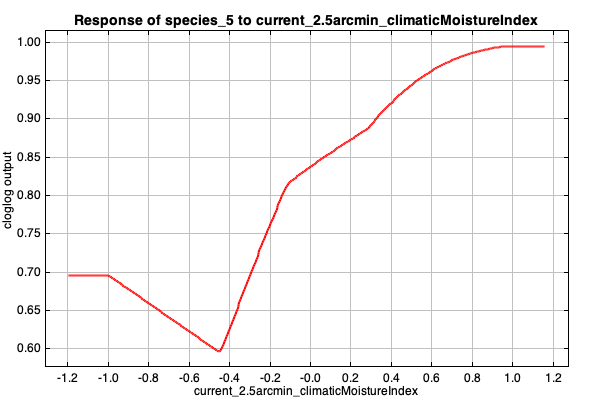 Response of species_5 to current_2.5arcmin_climaticMoistureIndex
1.00
0.95
0.90
0.85
0.80
0.75
0.70
0.65
0.60
cloglog output
-1.2 -1.0 -0.8 -0.6 -0.4 -0.2 -0.0 0.2 0.4 0.6 0.8 1.0 1.2
current_2.5arcmin_climaticMoistureIndex